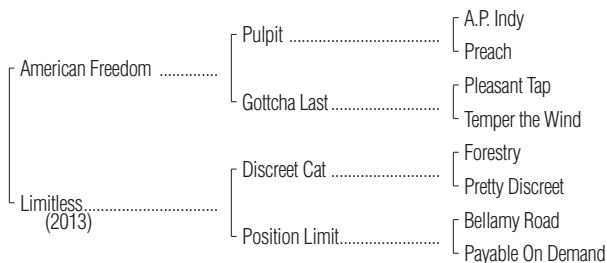 A.P. Indy
Pulpit ......................................
Preach
American Freedom ..............
Pleasant Tap
Gottcha Last...........................
Temper the Wind
Forestry
Discreet Cat ...........................
Pretty Discreet
Limitless.................................
(2013)
Bellamy Road
Position Limit.........................
Payable On Demand